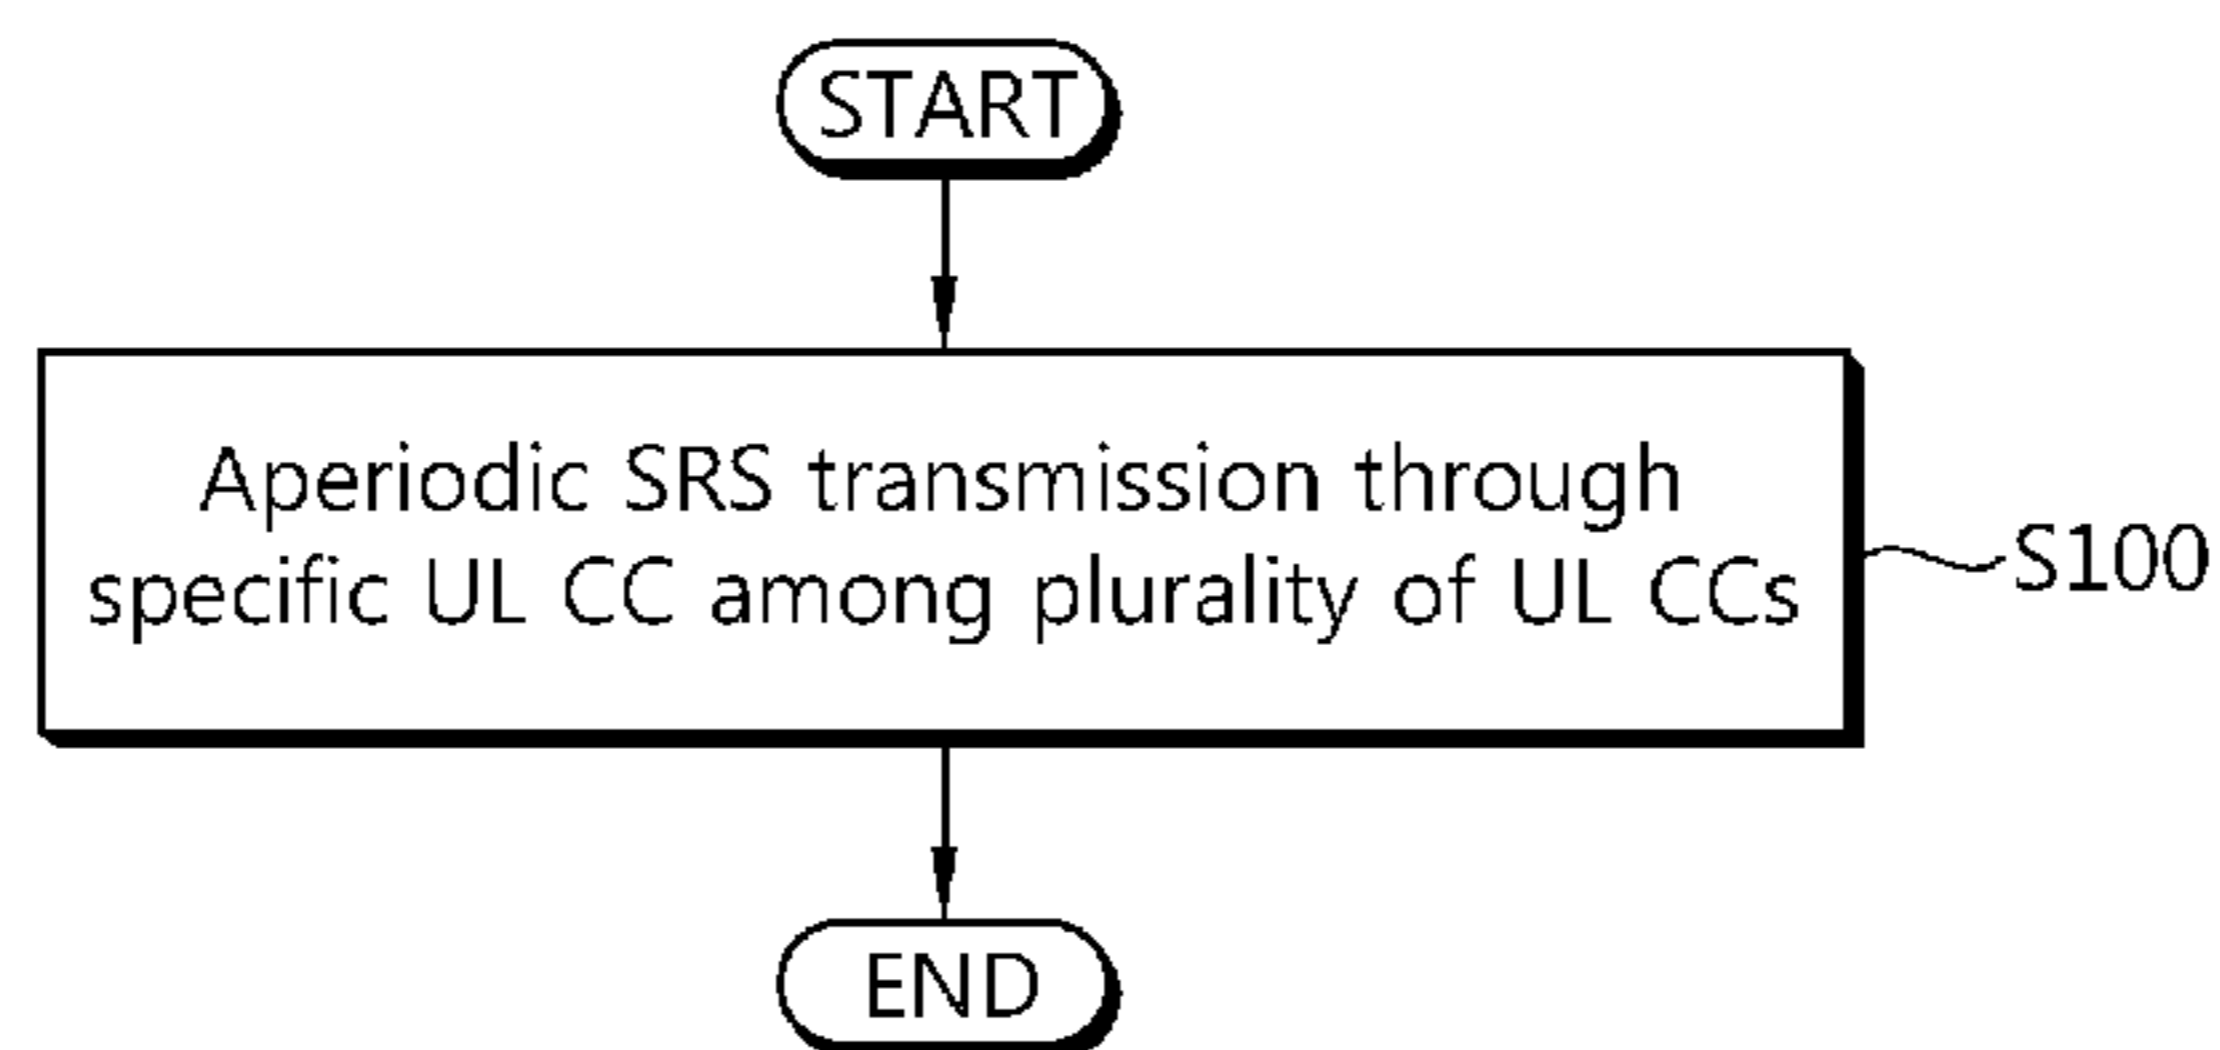 START
Aperiodic SRS transmission through
specific UL CC among plurality of UL CCs
S100
END